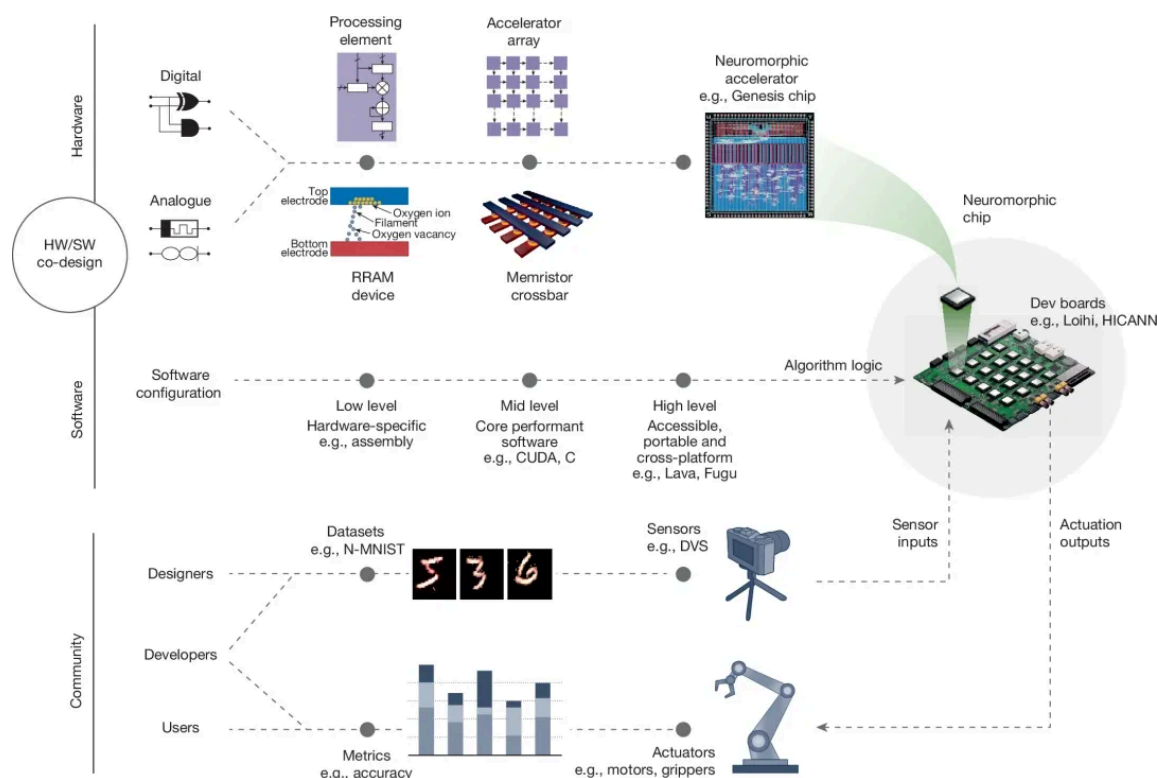 Hardware
Digital
Analogue
Processing
element
Accelerator
array
Neuromorphic
accelerator
e.g., Genesis chip
Top
electrode
Oxygen ion
Filament
Oxygen vacancy
Bottom
electrode
RRAM
device
Memristor
crossbar
Neuromorphic
chip
HW/SW
co-design
Dev boards
e.g., Loihi, HICANN
Software
Software
configuration
Algorithm logic
Low level
Hardware-specific
e.g., assembly
Mid level
Core performant
software
e.g., CUDA, C
High level
Accessible,
portable and
cross-platform
e.g., Lava, Fugu
Community
Designers
Developers
Users
Datasets
e.g., N-MNIST
5 3 6
Sensors
e.g., DVS
Sensor
inputs
Actuation
outputs
Metrics
e.g., accuracy
Actuators
e.g., motors, grippers